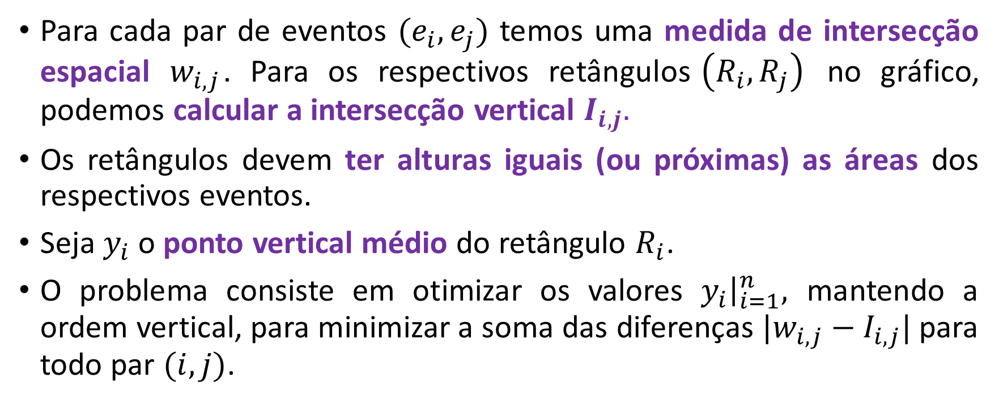 • Para cada par de eventos (e_i, e_j) temos uma medida de intersecção
espacial w_{i,j}. Para os respectivos retângulos (R_i, R_j) no gráfico,
podemos calcular a intersecção vertical I_{i,j}.
• Os retângulos devem ter alturas iguais (ou próximas) as áreas dos
respectivos eventos.
• Seja y_i o ponto vertical médio do retângulo R_i.
• O problema consiste em otimizar os valores y_i|_{i=1}^n, mantendo a
ordem vertical, para minimizar a soma das diferenças |w_{i,j} − I_{i,j}| para
todo par (i, j).